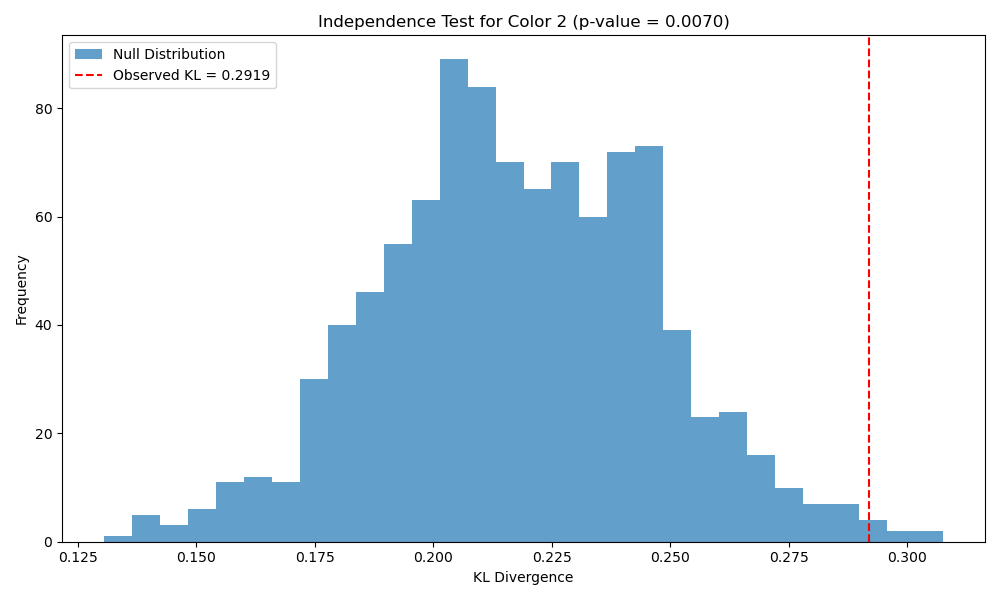 Independence Test for Color 2 (p-value = 0.0070)
Null Distribution
Observed KL = 0.2919
Frequency
80
60
40
20
0
0.125 0.150 0.175 0.200 0.225 0.250 0.275 0.300
KL Divergence